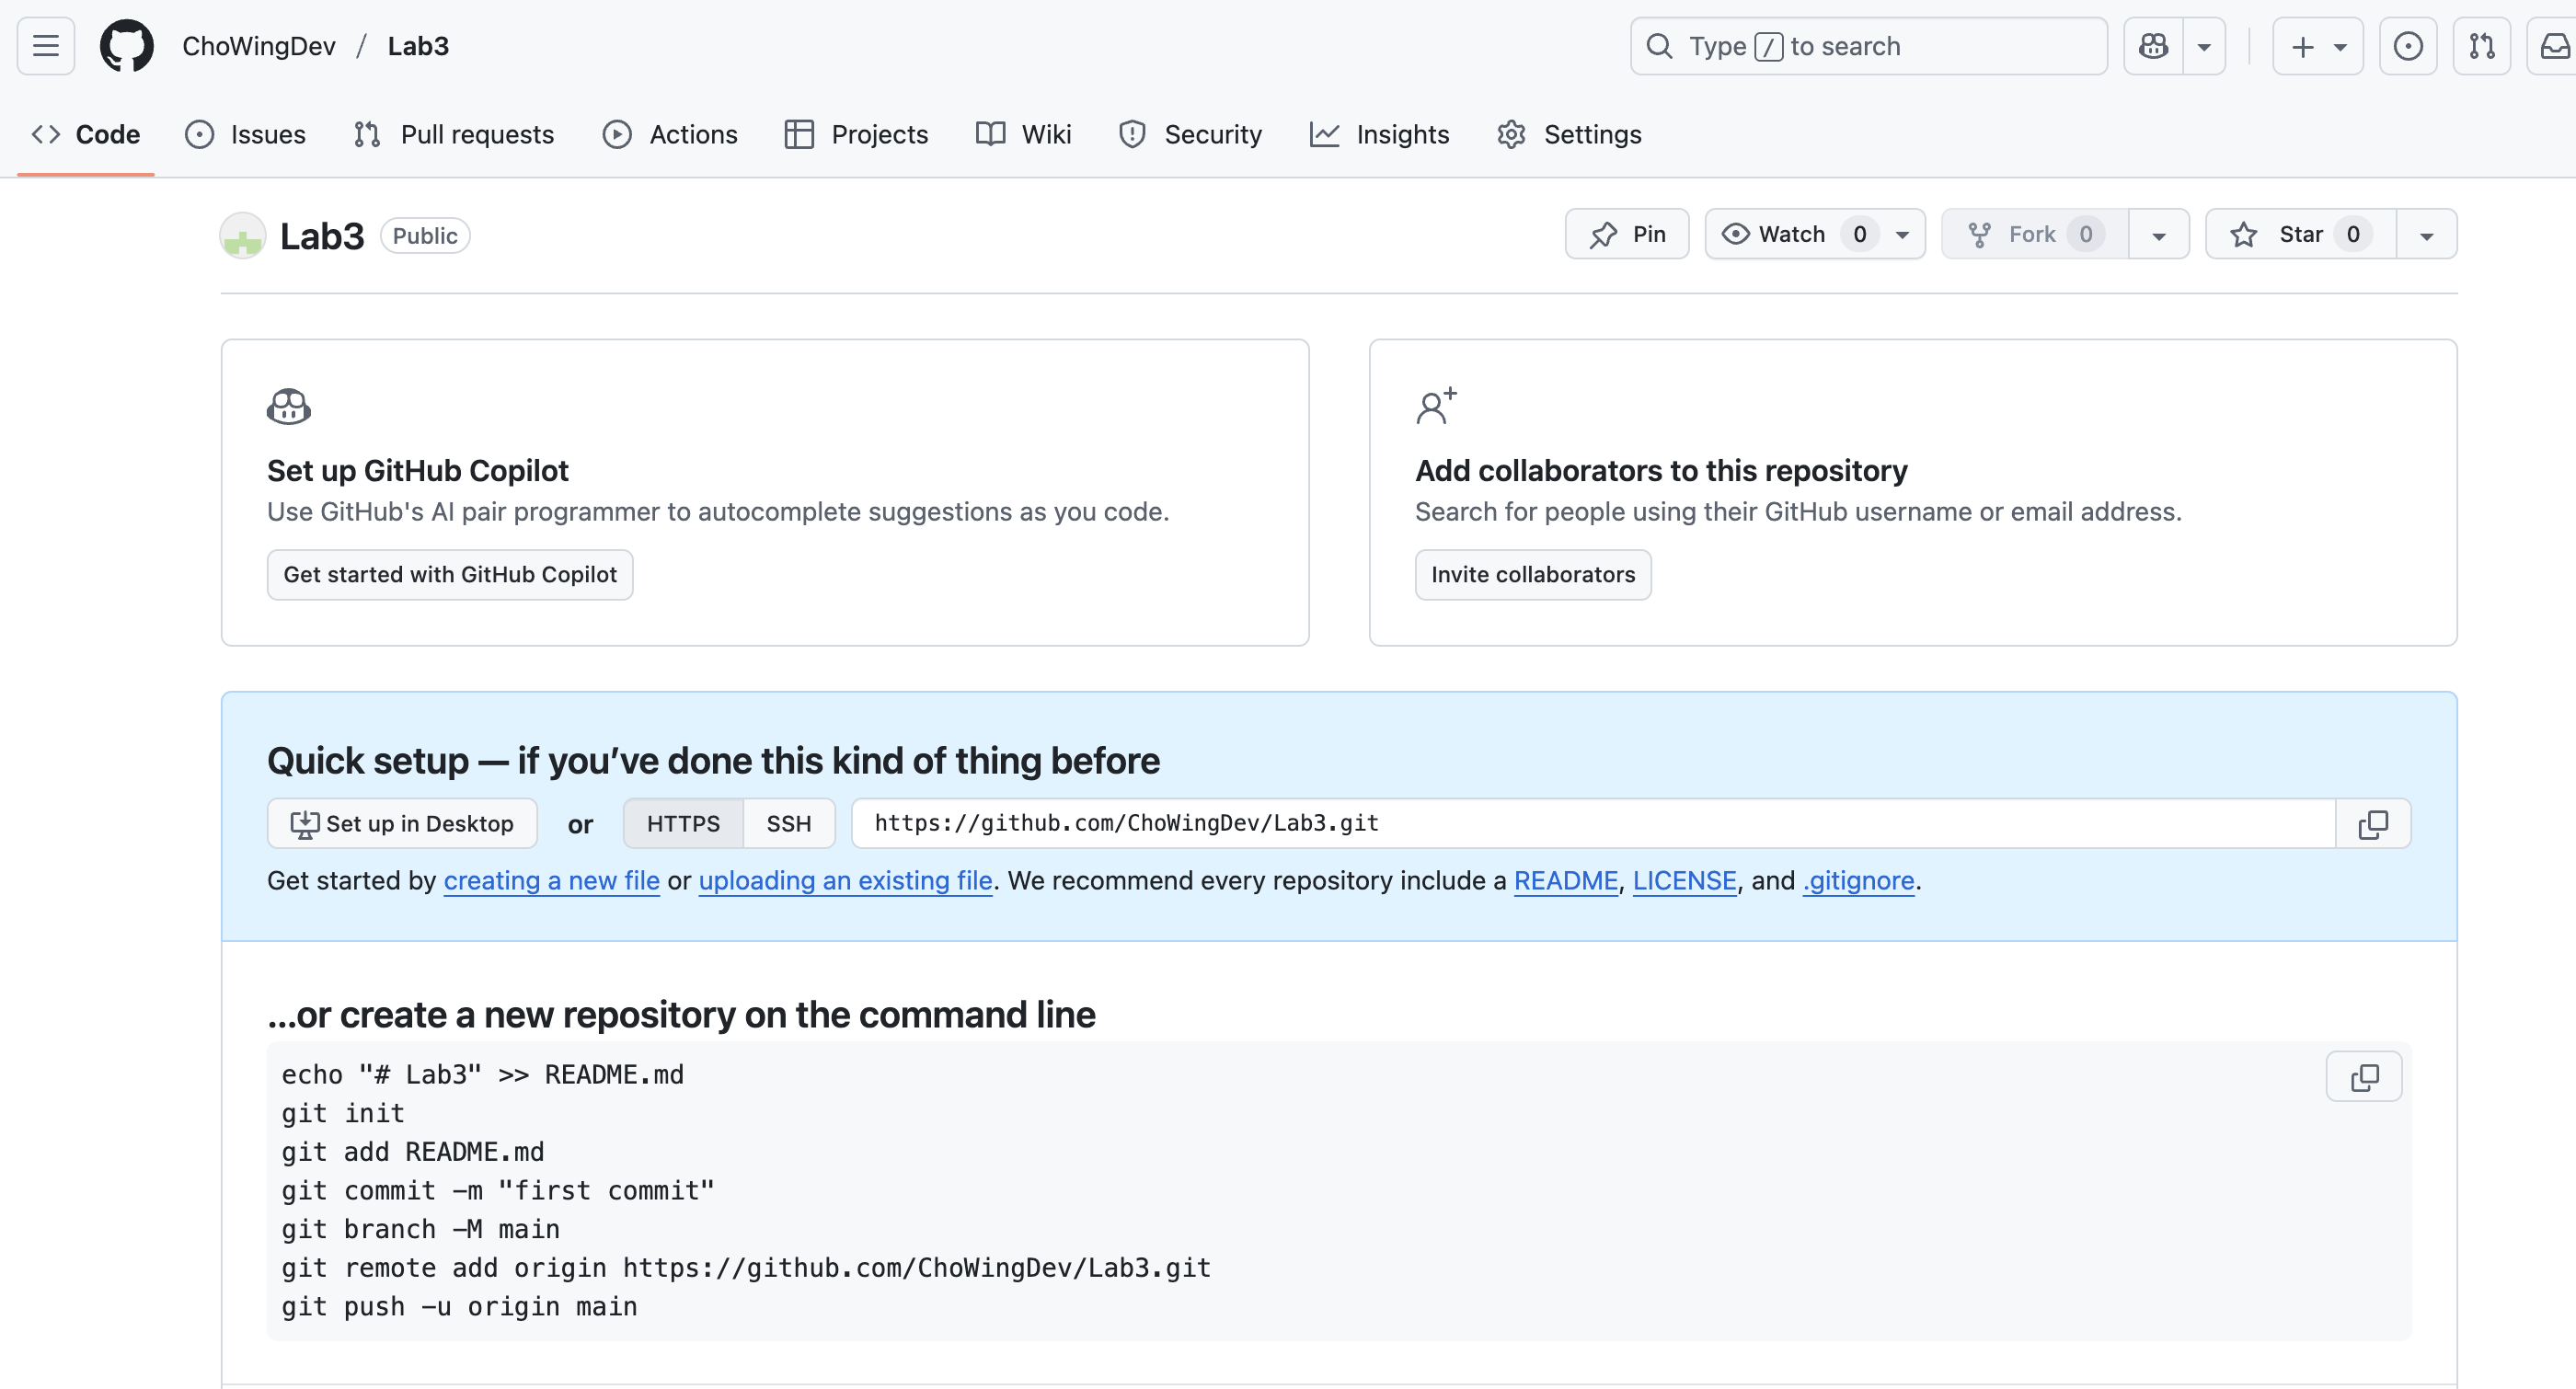 ChoWingDev / Lab3
Type / to search
Code Issues Pull requests Actions Projects Wiki Security Insights Settings
Lab3 Public
Pin Watch 0 Fork 0 Star 0
Set up GitHub Copilot
Use GitHub's AI pair programmer to autocomplete suggestions as you code.
Get started with GitHub Copilot
Add collaborators to this repository
Search for people using their GitHub username or email address.
Invite collaborators
Quick setup — if you’ve done this kind of thing before
Set up in Desktop or HTTPS SSH https://github.com/ChoWingDev/Lab3.git
Get started by creating a new file or uploading an existing file. We recommend every repository include a README, LICENSE, and .gitignore.
…or create a new repository on the command line
echo "# Lab3" >> README.md
git init
git add README.md
git commit -m "first commit"
git branch -M main
git remote add origin https://github.com/ChoWingDev/Lab3.git
git push -u origin main